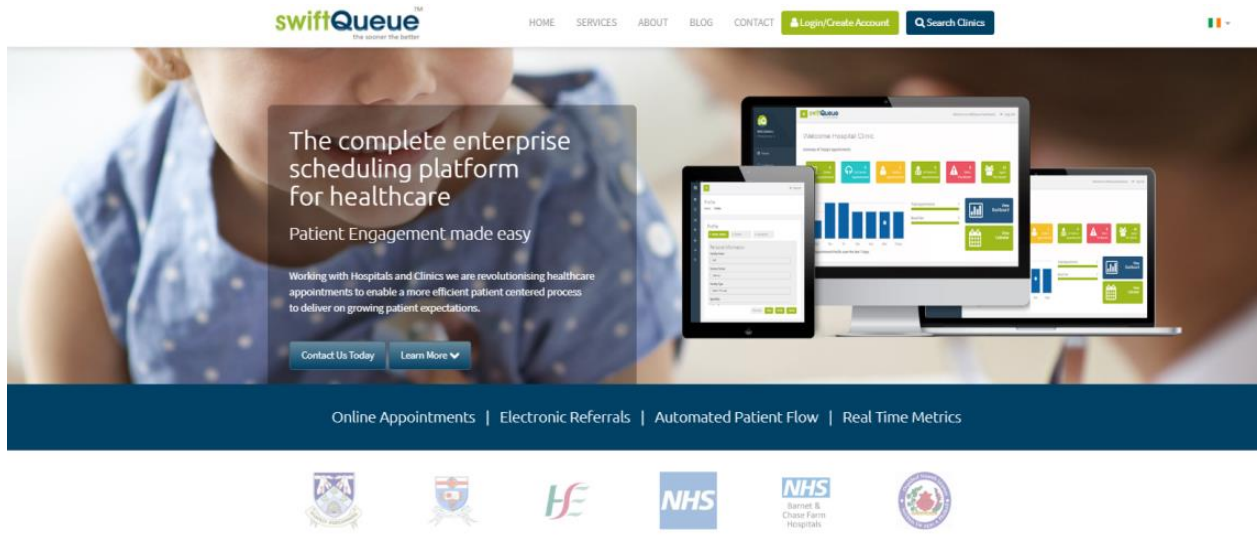 swiftQueue™
the sooner the better
HOME SERVICES ABOUT BLOG CONTACT Login/Create Account Search Clinics
The complete enterprise
scheduling platform
for healthcare
Patient Engagement made easy
Working with Hospitals and Clinics we are revolutionising healthcare
appointments to enable a more efficient patient centered process
to deliver on growing patient expectations.
Contact Us Today Learn More
swiftQueue
Welcome Hospital Clinic
Profile
Online Appointments | Electronic Referrals | Automated Patient Flow | Real Time Metrics
NHS
NHS
Barnet &
Chase Farm
Hospitals